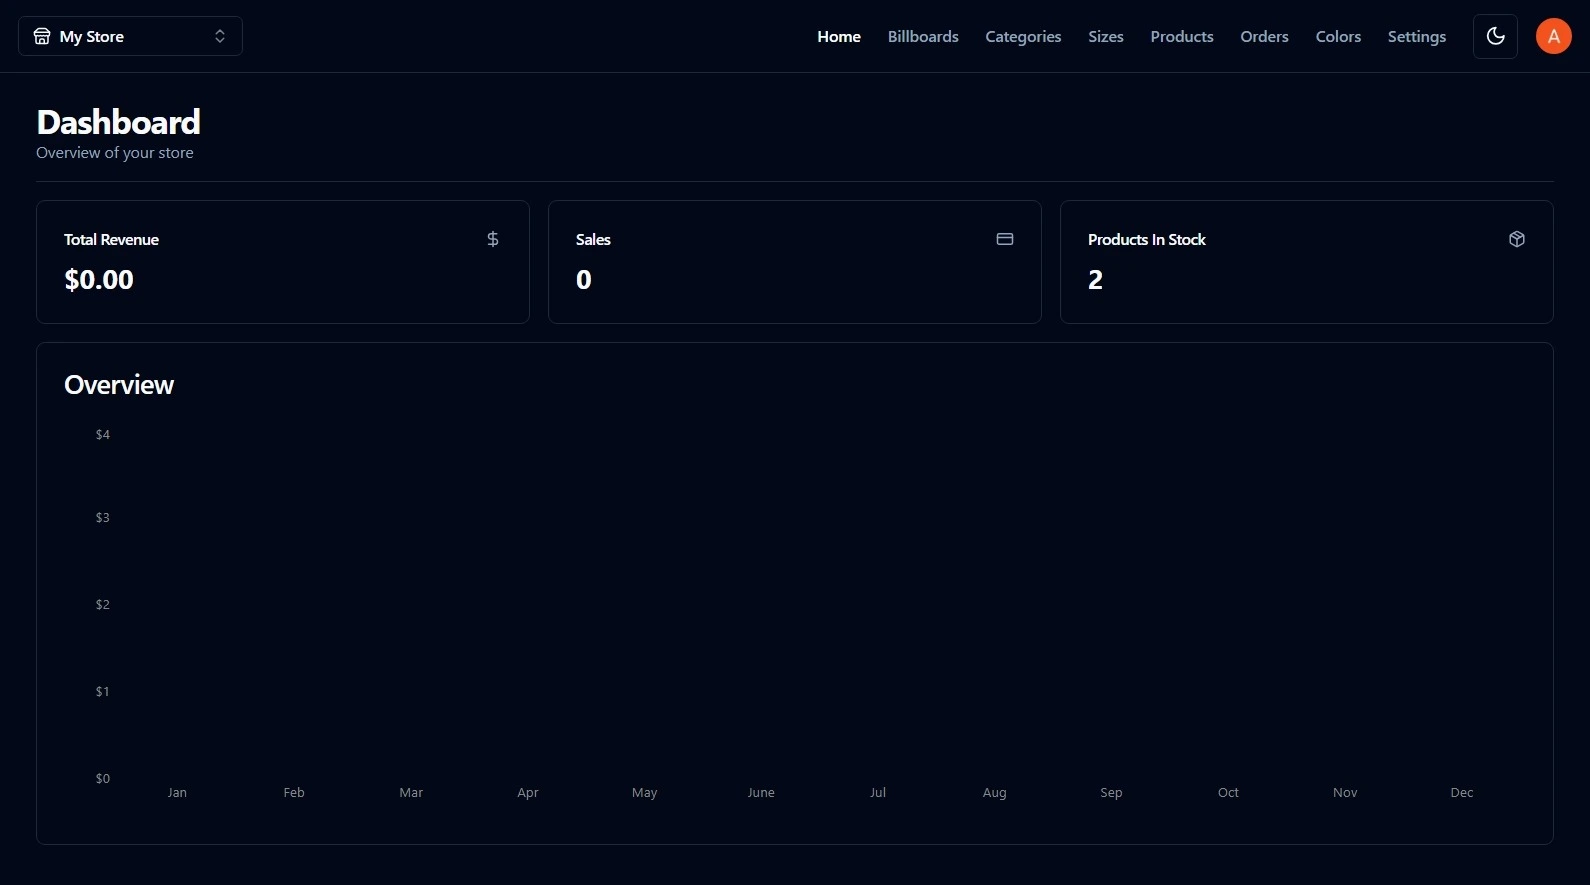 My Store
Home Billboards Categories Sizes Products Orders Colors Settings
A
Dashboard
Overview of your store
Total Revenue
$0.00
Sales
0
Products In Stock
2
Overview
$4
$3
$2
$1
$0
Jan Feb Mar Apr May June Jul Aug Sep Oct Nov Dec